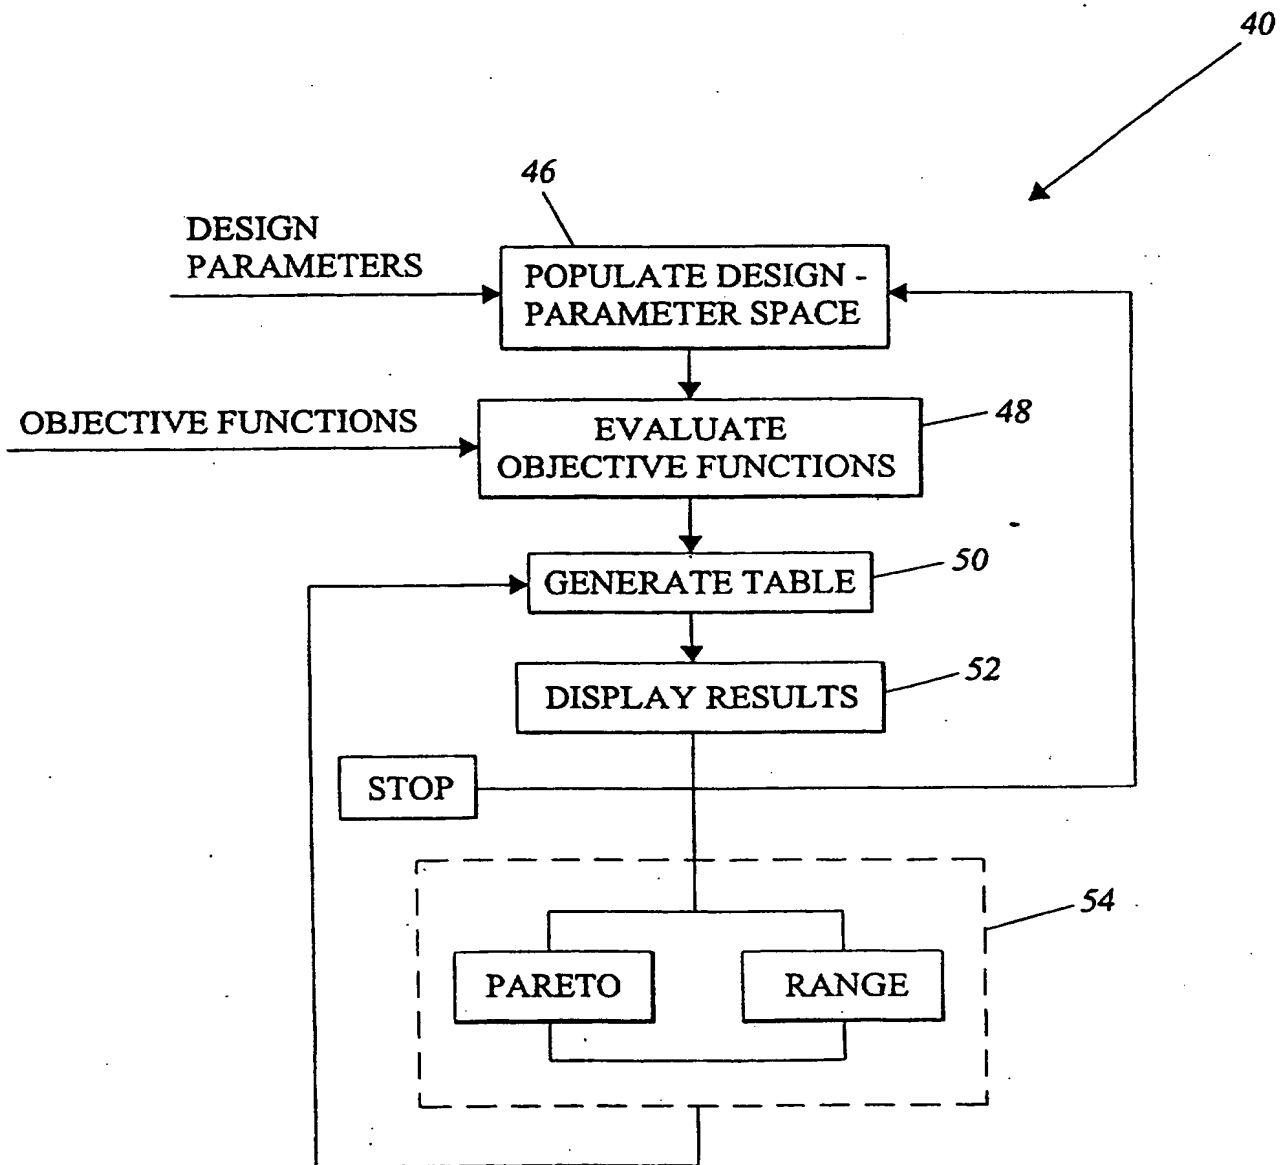 40
46
DESIGN
PARAMETERS
POPULATE DESIGN -
PARAMETER SPACE
OBJECTIVE FUNCTIONS
EVALUATE
OBJECTIVE FUNCTIONS
48
GENERATE TABLE
50
DISPLAY RESULTS
52
STOP
54
PARETO
RANGE